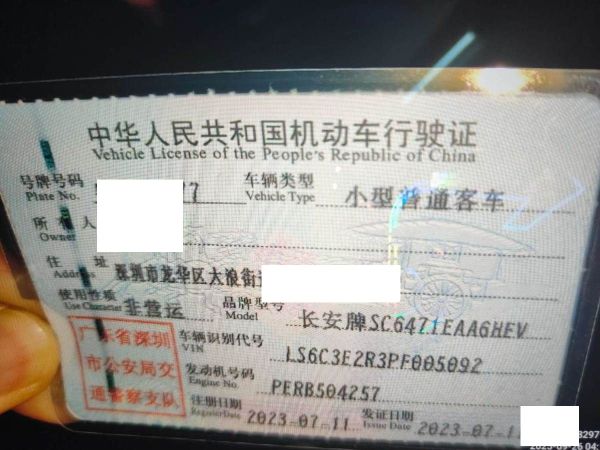 中华人民共和国机动车行驶证
Vehicle License of the People's Republic of China
号牌号码 车辆类型 小型普通客车
Plate No. 7 Vehicle Type
所有人
Owner
住址 深圳市龙华区大浪街道
Address
使用性质 非营运 品牌型号 长安牌SC6471EAA6HEV
Use Character Model
广东省深圳市公安局交通警察支队
车辆识别代号 LS6C3E2R3PF005092
VIN
发动机号码 PERB504257
Engine No.
注册日期 2023-07-11 发证日期 2023-07-1
Register Date Issue Date
8297
2023-09-26 04: